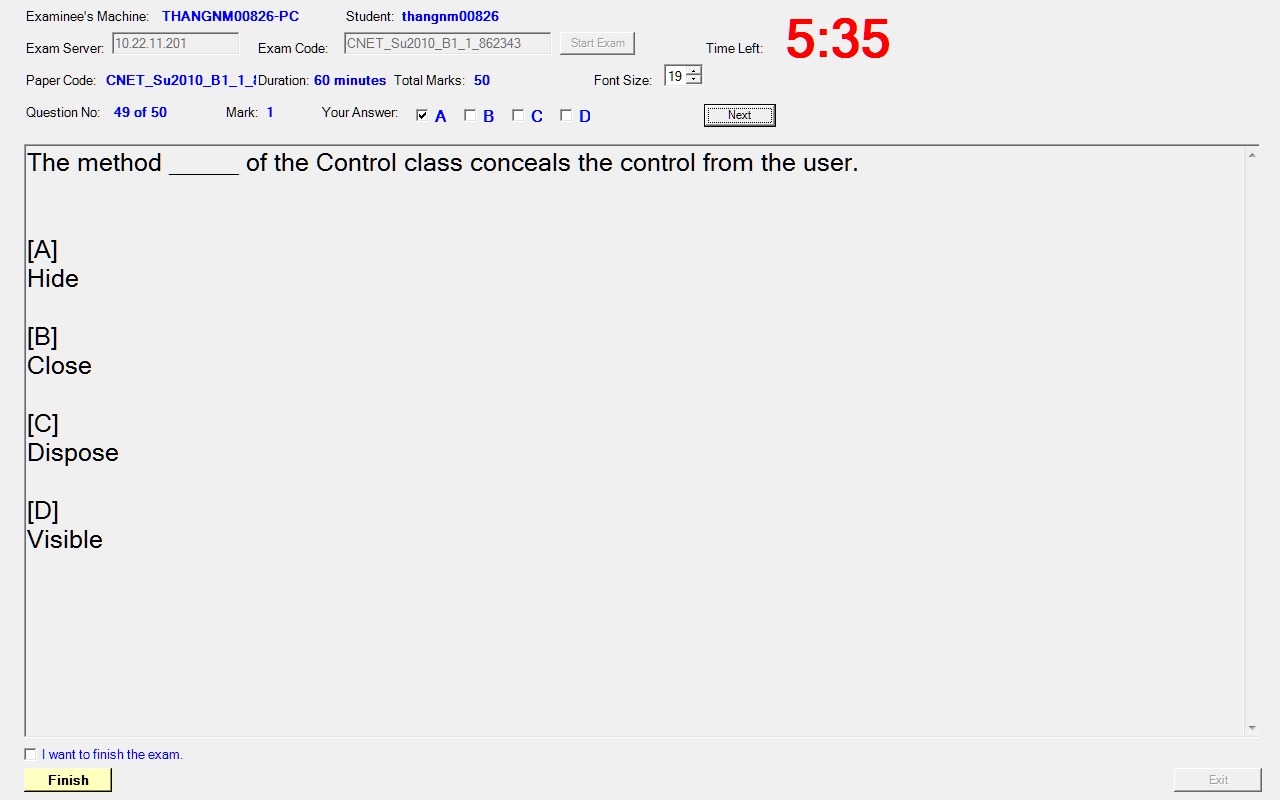 Examinee's Machine: THANGNM00826-PC Student: thangnm00826
Exam Server: 10.22.11.201 Exam Code: CNET_Su2010_B1_1_862343 Start Exam Time Left: 5:35
Paper Code: CNET_Su2010_B1_1_ Duration: 60 minutes Total Marks: 50 Font Size: 19
Question No: 49 of 50 Mark: 1 Your Answer: A B C D Next
The method _____ of the Control class conceals the control from the user.
[A]
Hide
[B]
Close
[C]
Dispose
[D]
Visible
I want to finish the exam.
Finish Exit